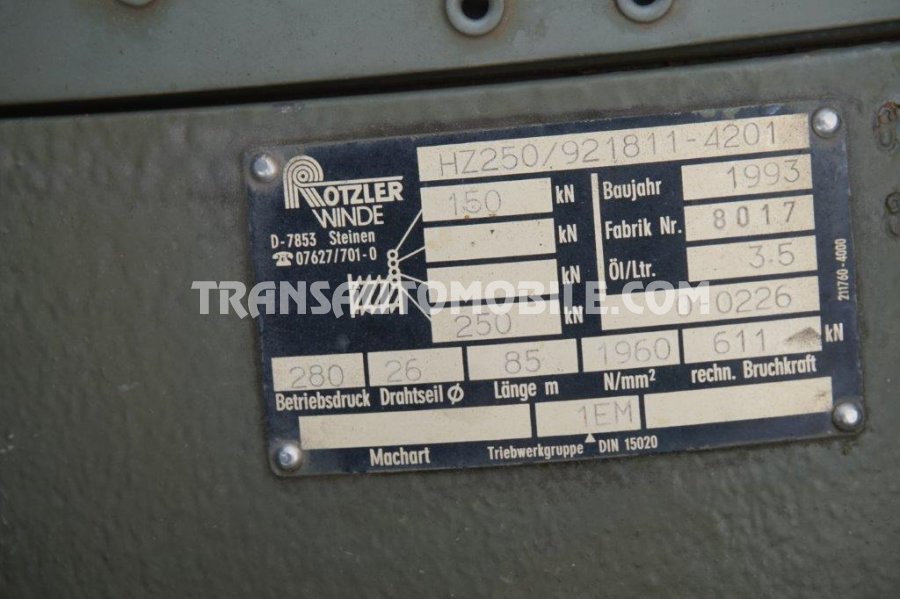 HZ250/921811-4201
ROTZLER
WINDE
D-7853 Steinen
☎ 07627/701-0
150 kN
kN
kN
250 kN
Baujahr 1993
Fabrik Nr. 8017
Öl/Ltr. 3.5
0226
211760-4000
TRANSAUTOMOBILE.COM
280 26 85 1960 611 kN
Betriebsdruck Drahtseil Ø Länge m N/mm² rechn. Bruchkraft
1EM
Machart Triebwerkgruppe DIN 15020